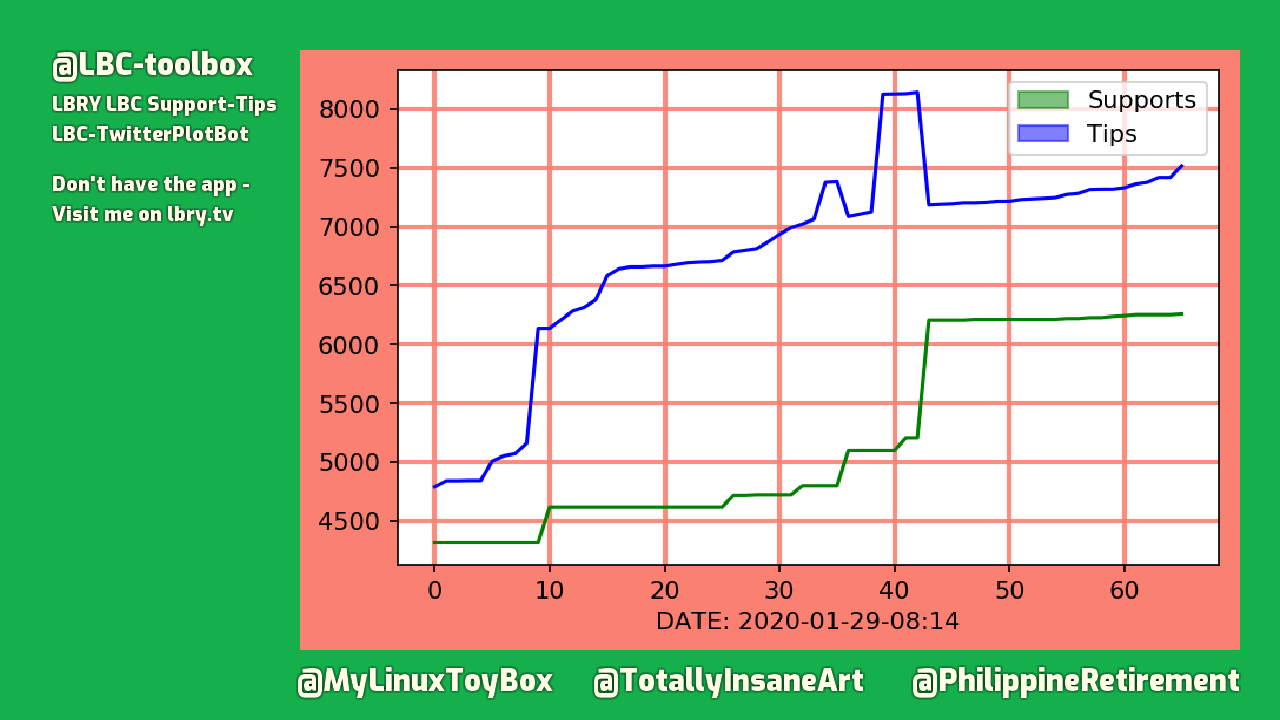 @LBC-toolbox
LBRY LBC Support-Tips
LBC-TwitterPlotBot
Don't have the app -
Visit me on lbry.tv
Supports
Tips
8000
7500
7000
6500
6000
5500
5000
4500
0 10 20 30 40 50 60
DATE: 2020-01-29-08:14
@MyLinuxToyBox @TotallyInsaneArt @PhilippineRetirement